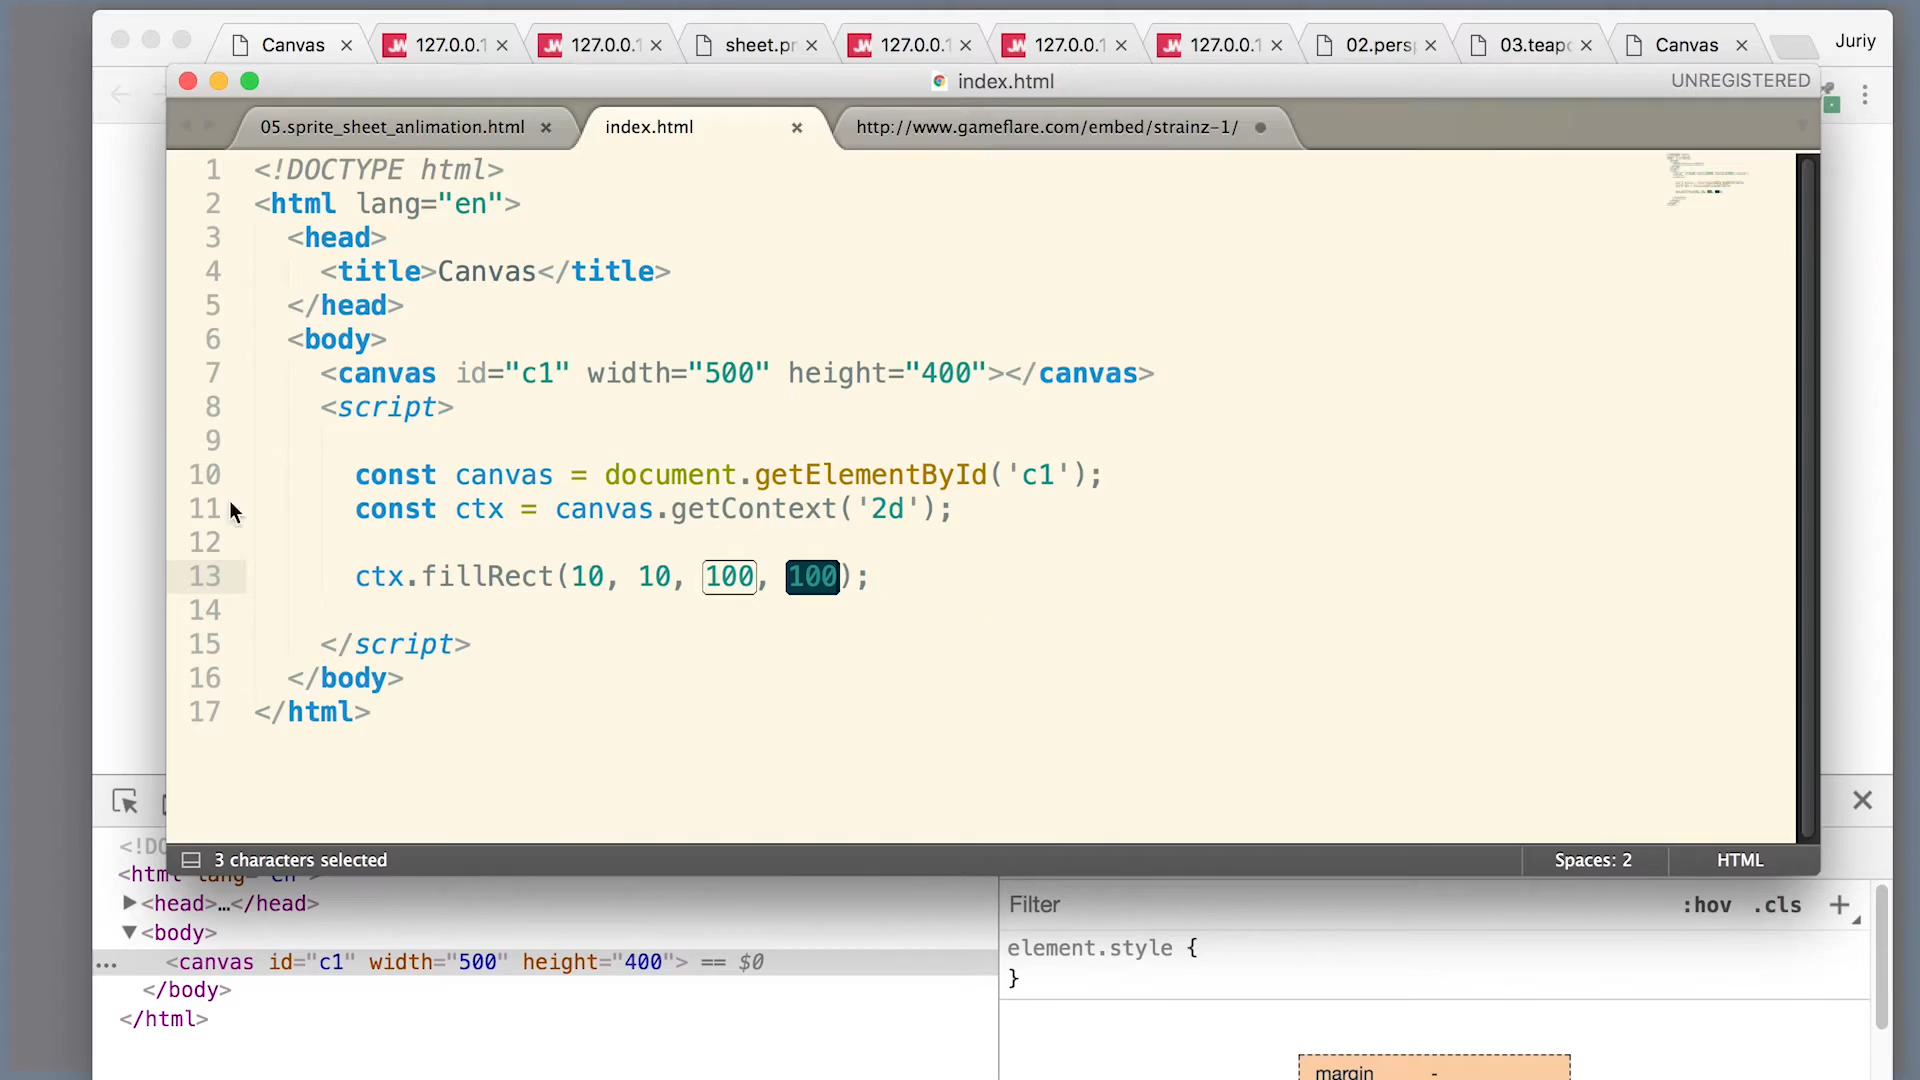 Canvas 127.0.0.1 127.0.0.1 sheet.pr 127.0.0.1 127.0.0.1 127.0.0.1 02.pers 03.teapo Canvas Juriy
index.html UNREGISTERED
05.sprite_sheet_anlimation.html index.html http://www.gameflare.com/embed/strainz-1/
1 <!DOCTYPE html>
2 <html lang="en">
3 <head>
4 <title>Canvas</title>
5 </head>
6 <body>
7 <canvas id="c1" width="500" height="400"></canvas>
8 <script>
9
10 const canvas = document.getElementById('c1');
11 const ctx = canvas.getContext('2d');
12
13 ctx.fillRect(10, 10, 100, 100);
14
15 </script>
16 </body>
17 </html>
3 characters selected Spaces: 2 HTML
<!DO
<html lang="en">
<head>…</head>
<body>
... <canvas id="c1" width="500" height="400"> == $0
</body>
</html>
Filter :hov .cls +
element.style {
}
margin -